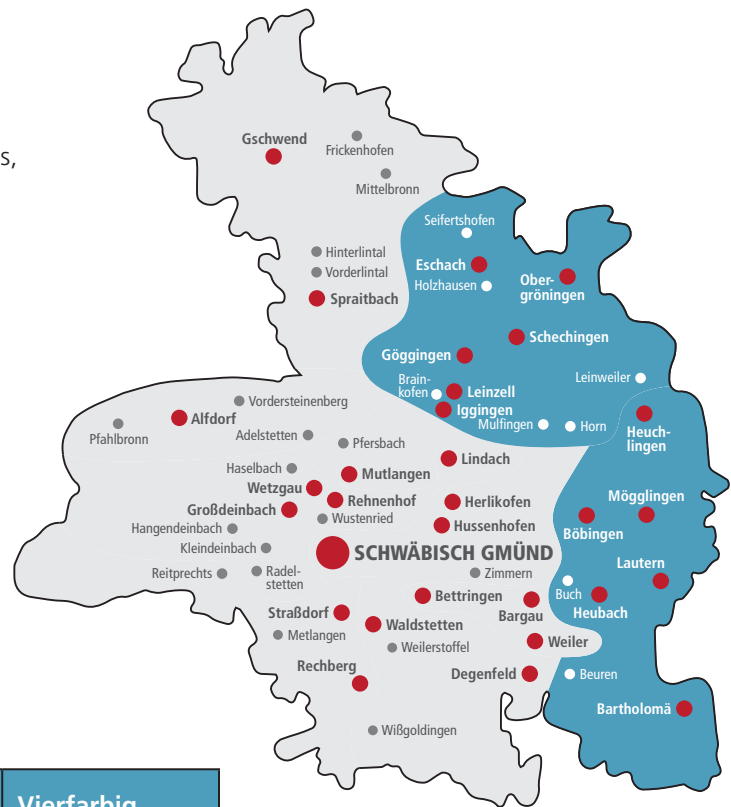 s,
Gschwend
Frickenhofen
Mittelbronn
Seifertshofen
Hinterlintal
Vorderlintal
Eschach
Holzhausen
Ober-
gröningen
Spraitbach
Schechingen
Göggingen
Brain-
kofen
Leinzell
Leinweiler
Iggingen
Mulfingen
Horn
Heuch-
lingen
Vordersteinenberg
Alfdorf
Pfahlbronn
Adelstetten
Pfersbach
Lindach
Haselbach
Mutlangen
Wetzgau
Rehnenhof
Herlikofen
Mögglingen
Großdeinbach
Wustenried
Hangendeinbach
Hussenhofen
Böbingen
Kleindeinbach
SCHWÄBISCH GMÜND
Lautern
Reitprechts
Radel-
stetten
Zimmern
Buch
Bettringen
Bargau
Heubach
Straßdorf
Waldstetten
Metlangen
Weilerstoffel
Weiler
Rechberg
Degenfeld
Beuren
Bartholomä
Wißgoldingen
Vierfarbig